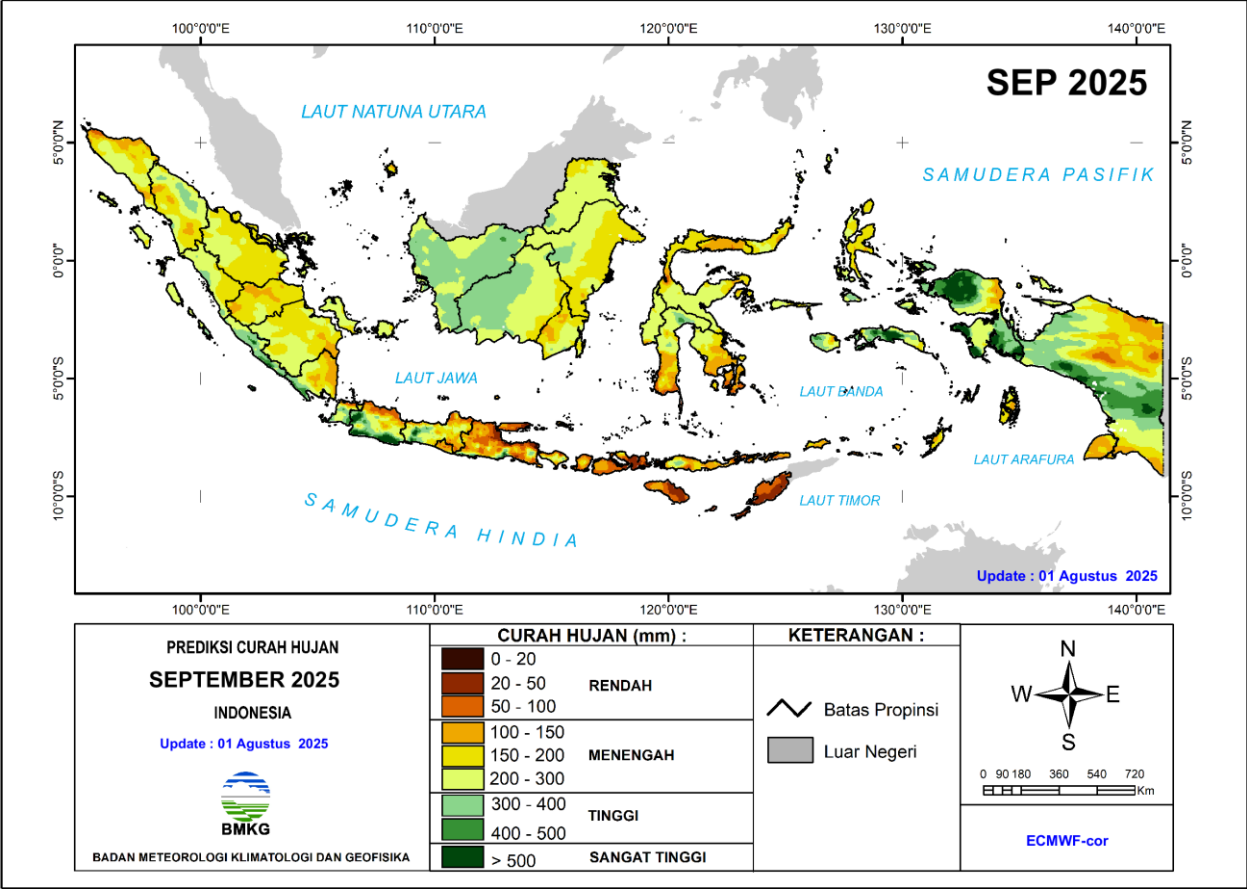 100°0'0"E 110°0'0"E 120°0'0"E 130°0'0"E 140°0'0"E
SEP 2025
LAUT NATUNA UTARA
5°0'0"N
5°0'0"N
SAMUDERA PASIFIK
0°0'0"
0°0'0"
LAUT JAWA
5°0'0"S
LAUT BANDA
5°0'0"S
LAUT ARAFURA
10°0'0"S
SAMUDERA HINDIA
LAUT TIMOR
10°0'0"S
Update : 01 Agustus 2025
100°0'0"E 110°0'0"E 120°0'0"E 130°0'0"E 140°0'0"E
PREDIKSI CURAH HUJAN
SEPTEMBER 2025
INDONESIA
Update : 01 Agustus 2025
BMKG
BADAN METEOROLOGI KLIMATOLOGI DAN GEOFISIKA
CURAH HUJAN (mm) :
0 - 20
20 - 50 RENDAH
50 - 100
100 - 150
150 - 200 MENENGAH
200 - 300
300 - 400
TINGGI
400 - 500
> 500 SANGAT TINGGI
KETERANGAN :
Batas Propinsi
Luar Negeri
N
W E
S
0 90 180 360 540 720
Km
ECMWF-cor